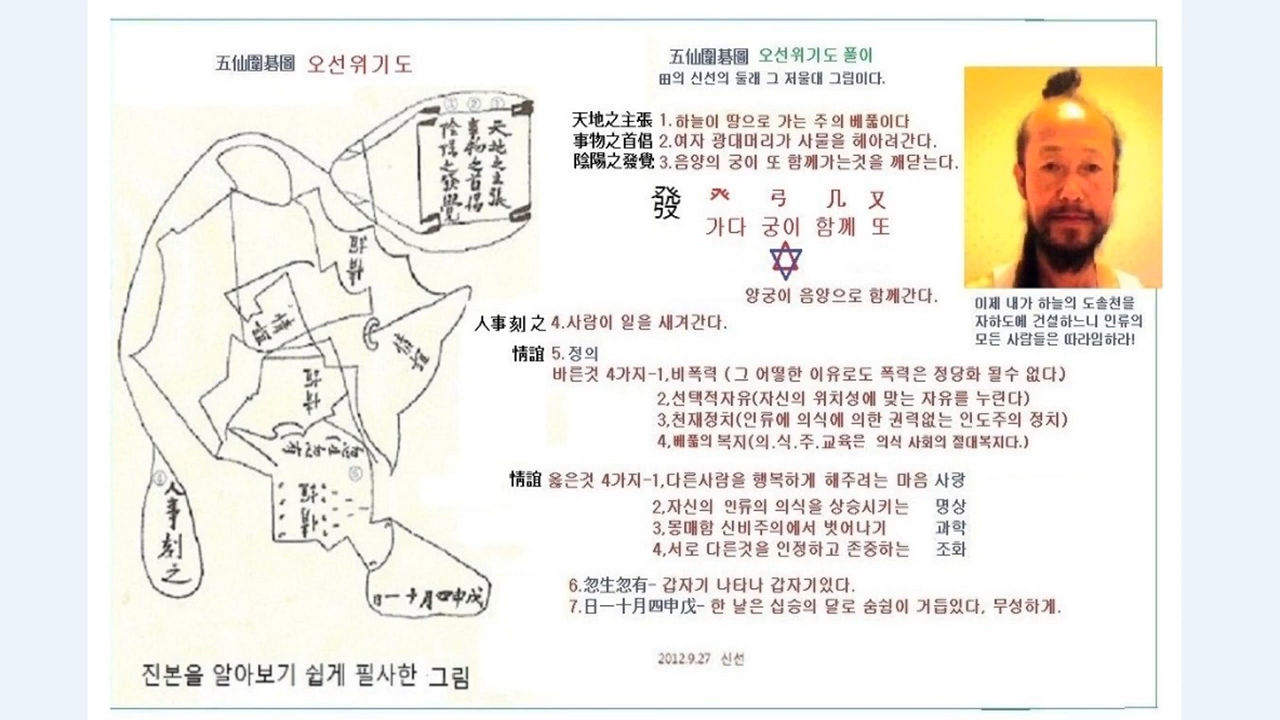 五仙圍碁圖 오선위기도
天地之主張
事物之首倡
陰陽之發覺
情誼
情誼
人事刻之
日一十月四申戊
진본을 알아보기 쉽게 필사한 그림
五仙圍碁圖 오선위기도 풀이
田의 신선의 둘래 그 저울대 그림이다.
天地之主張 1.하늘이 땅으로 가는 주의 베풂이다
事物之首倡 2.여자 광대머리가 사물을 헤아려간다.
陰陽之發覺 3.음양의 궁이 또 함께가는것을 깨닫는다.
發 癶 弓 几 又
가다 궁이 함께 또
양궁이 음양으로 함께간다.
人事刻之 4.사람이 일을 새겨간다.
情誼 5.정의
바른것 4가지-1,비폭력 (그 어떨한 이유로도 폭력은 정당화 될수 없다)
2,선택적자유(자신의 위치성에 맞는 자유를 누련다)
3,천재정치(인류에 의식에 의한 권력없는 인도주의 정치)
4,베풂의 복지(의.식.주.교육은 의식 사회의 절대복지다.)
情誼 옳은것 4가지-1,다른사람을 행복하게 해주려는 마음 사랑
2,자신의 인류의 의식을 상승시키는 명상
3,몽매함 신비주의에서 벗어나기 과학
4,서로 다른것을 인정하고 존중하는 조화
6.忽生忽有- 갑자기 나타나 갑자기있다.
7.日一十月四申戊- 한 날은 십승의 달로 숨쉼이 거듭있다, 무성하게.
2012.9.27 신선
이제 내가 하늘의 도솔천을
자하도에 건설하느니 인류의
모든 사람들은 따라임하라!